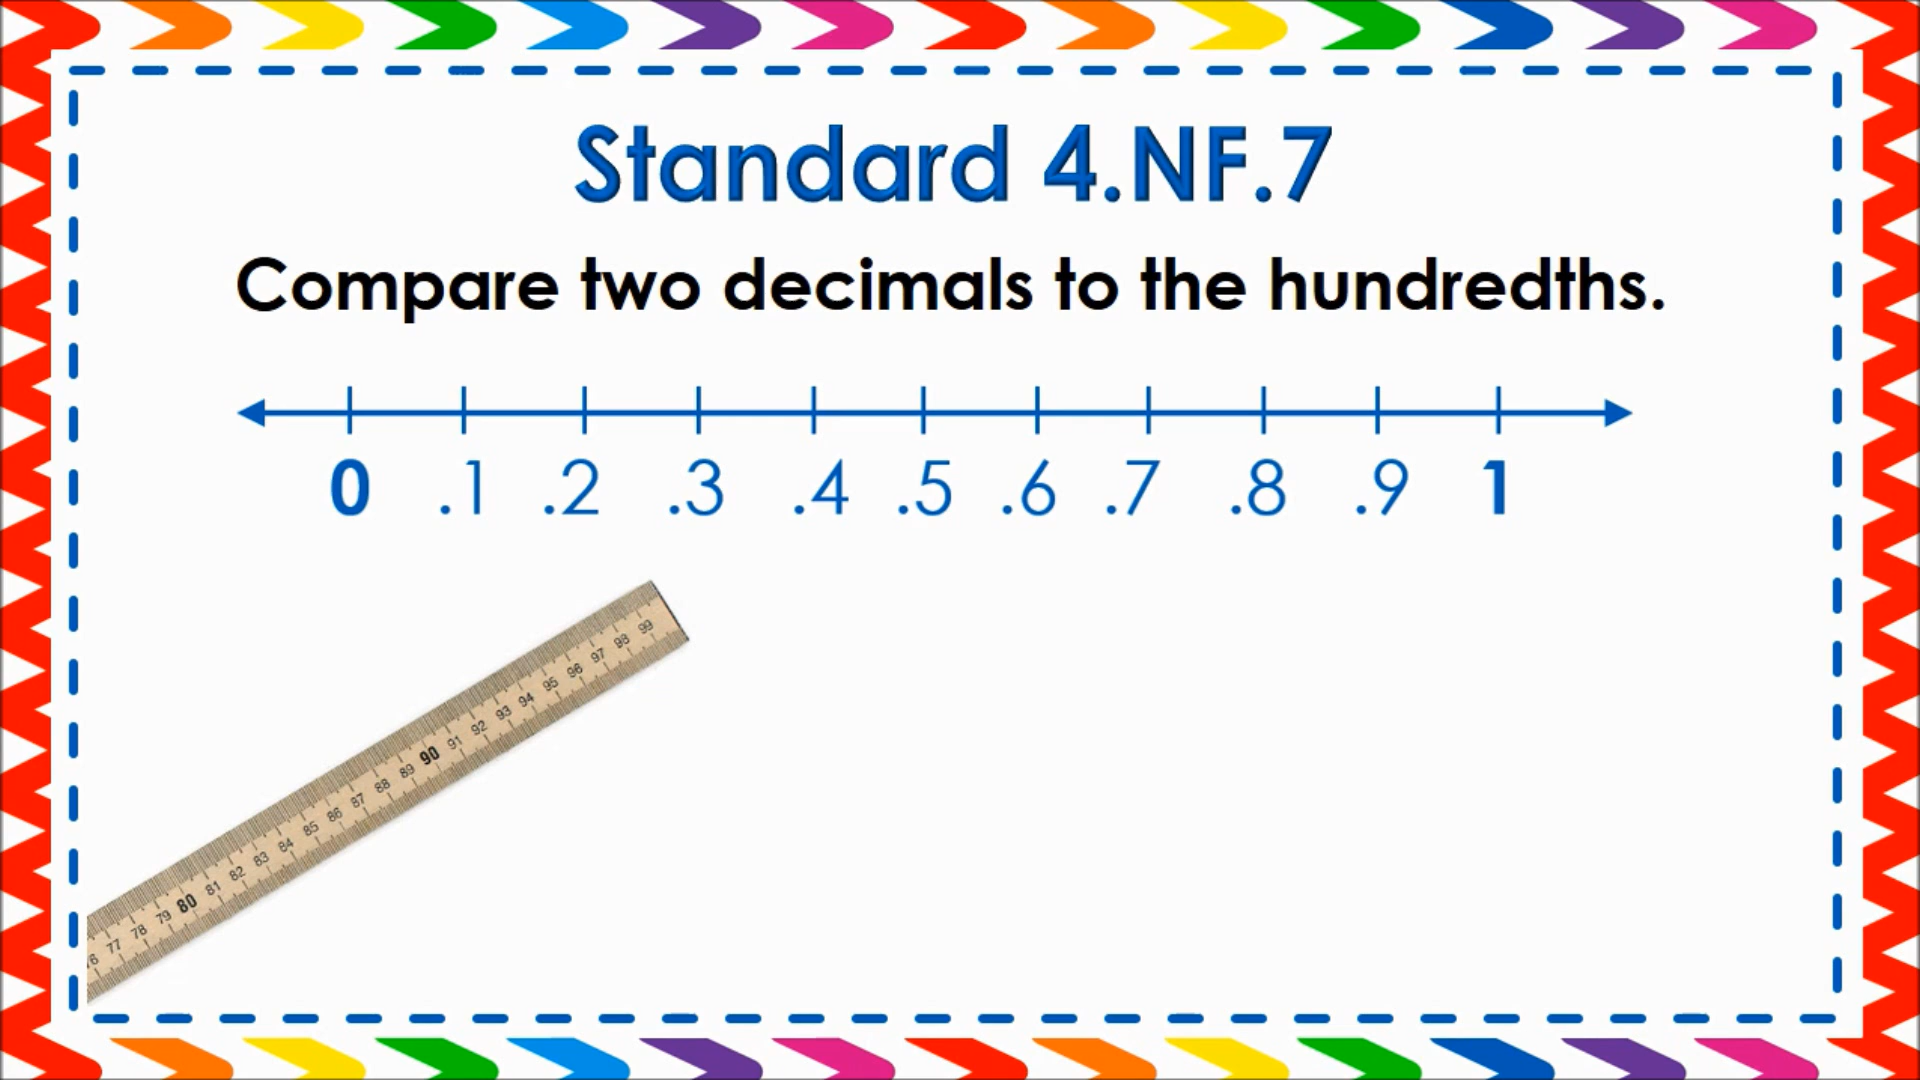 Standard 4.NF.7
Compare two decimals to the hundredths.
0 .1 .2 .3 .4 .5 .6 .7 .8 .9 1
77 78 79 80 81 82 83 84 85 86 87 88 89 90 91 92 93 94 95 96 97 98 99